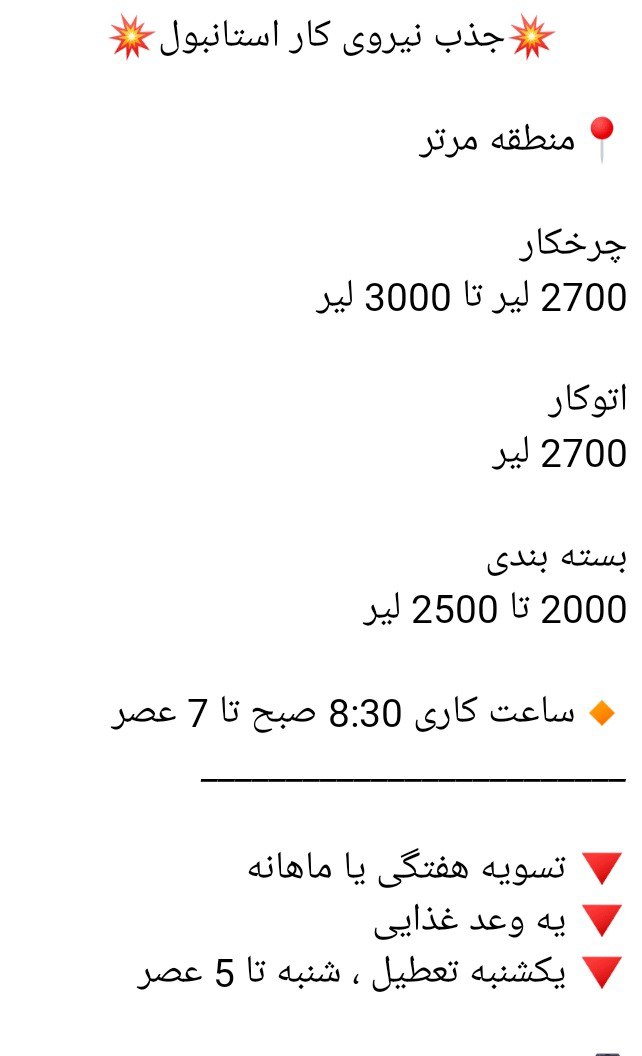 💥جذب نیروی کار استانبول💥
📍منطقه مرتر
چرخکار
2700 لیر تا 3000 لیر
اتوکار
2700 لیر
بسته بندی
2000 تا 2500 لیر
🔸ساعت کاری 8:30 صبح تا 7 عصر
_________________________
🔻تسویه هفتگی یا ماهانه
🔻یه وعد غذایی
🔻یکشنبه تعطیل ، شنبه تا 5 عصر